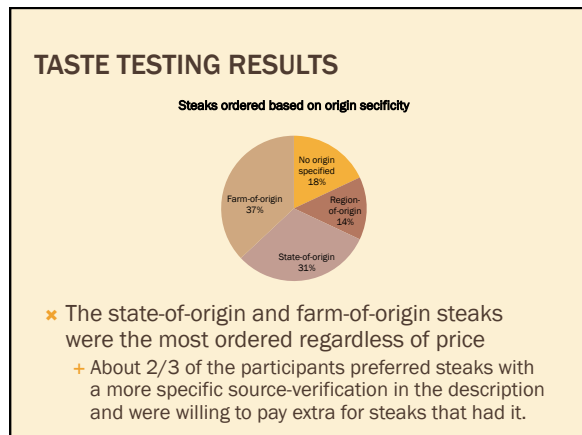 TASTE TESTING RESULTS
Steaks ordered based on origin secificity
No origin
specified
18%
Region-
of-origin
14%
State-of-origin
31%
Farm-of-origin
37%
× The state-of-origin and farm-of-origin steaks
were the most ordered regardless of price
+ About 2/3 of the participants preferred steaks with
a more specific source-verification in the description
and were willing to pay extra for steaks that had it.